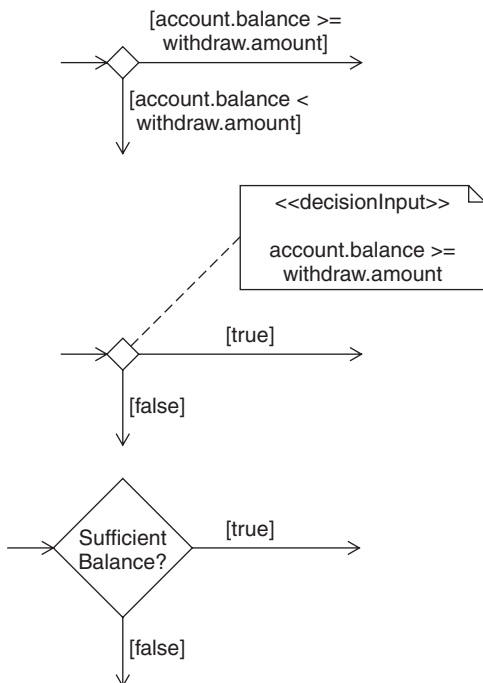 [account.balance >=
withdraw.amount]
[account.balance <
withdraw.amount]
<<decisionInput>>
account.balance >=
withdraw.amount
[true]
[false]
Sufficient
Balance?
[true]
[false]